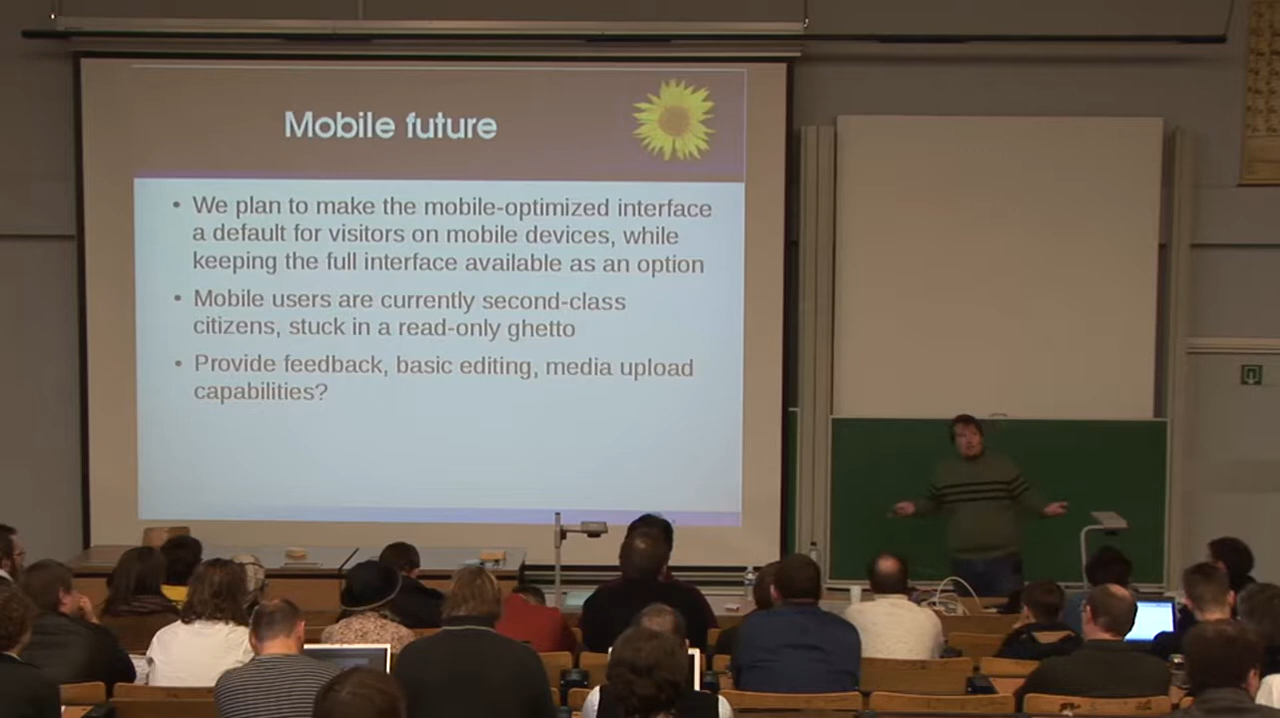 Mobile future
• We plan to make the mobile-optimized interface
a default for visitors on mobile devices, while
keeping the full interface available as an option
• Mobile users are currently second-class
citizens, stuck in a read-only ghetto
• Provide feedback, basic editing, media upload
capabilities?